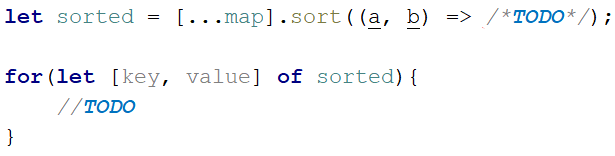 let sorted = [...map].sort((a, b) => /*TODO*/);
for(let [key, value] of sorted){
//TODO
}